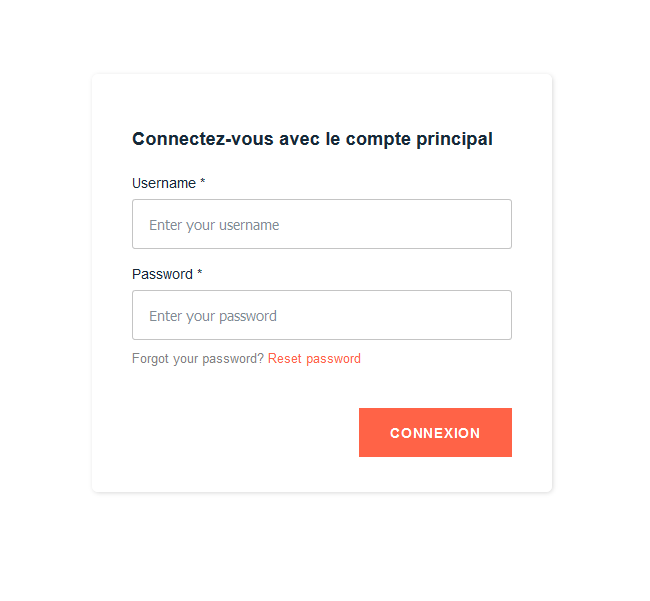 Connectez-vous avec le compte principal
Username *
Enter your username
Password *
Enter your password
Forgot your password? Reset password
CONNEXION